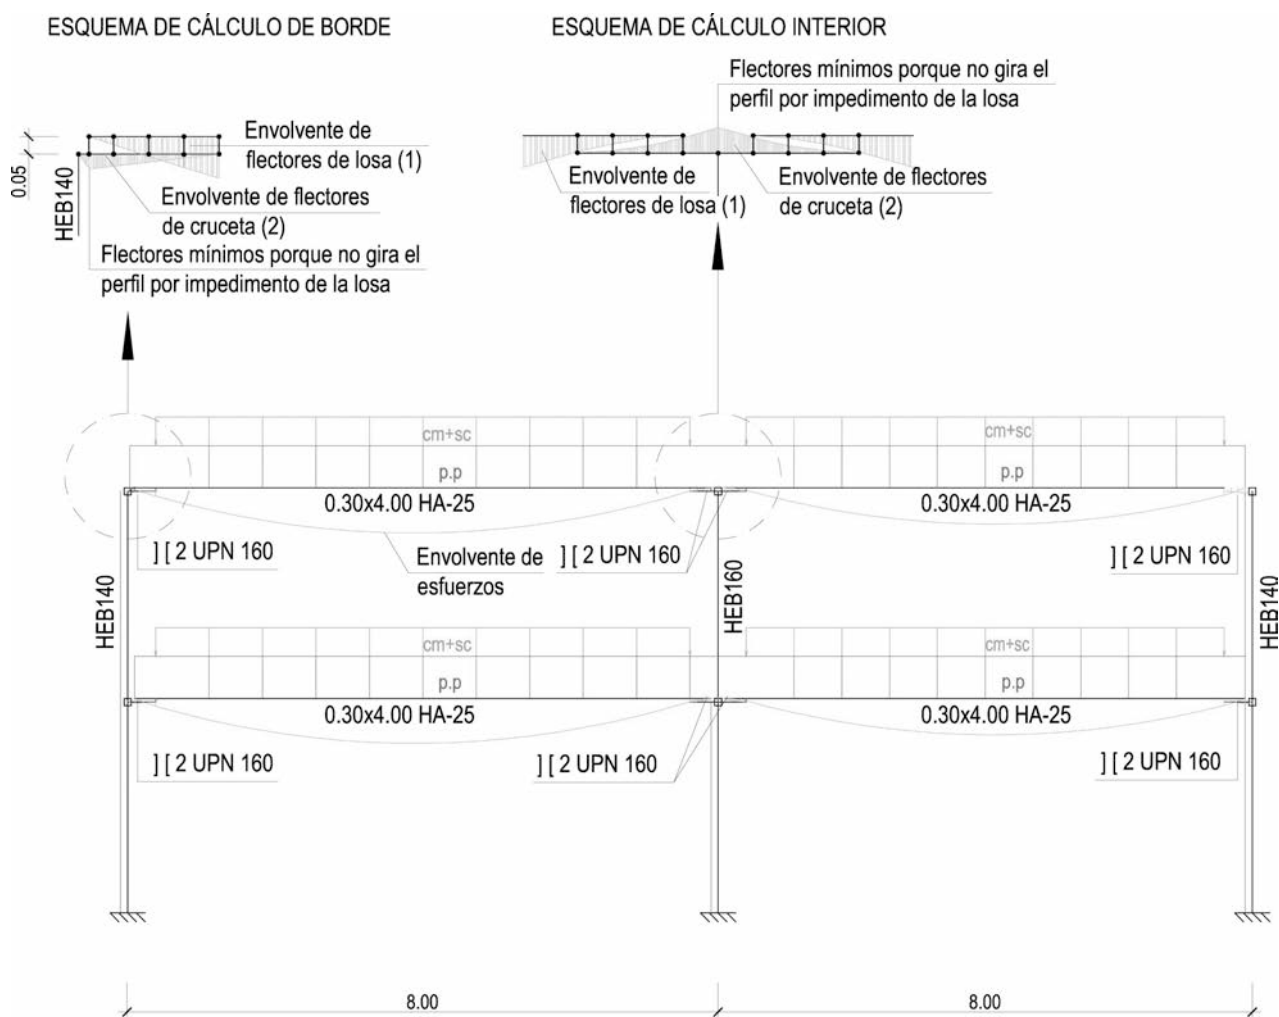 ESQUEMA DE CÁLCULO DE BORDE
ESQUEMA DE CÁLCULO INTERIOR
Flectores mínimos porque no gira el
perfil por impedimento de la losa
Envolvente de
flectores de losa (1)
0.05
HEB140
Envolvente de flectores
de cruceta (2)
Flectores mínimos porque no gira el
perfil por impedimento de la losa
Envolvente de
flectores de losa (1)
Envolvente de flectores
de cruceta (2)
cm+sc
p.p
0.30x4.00 HA-25
cm+sc
p.p
0.30x4.00 HA-25
] [ 2 UPN 160
Envolvente de
esfuerzos
] [ 2 UPN 160
] [ 2 UPN 160
HEB140
HEB160
HEB140
cm+sc
p.p
0.30x4.00 HA-25
cm+sc
p.p
0.30x4.00 HA-25
] [ 2 UPN 160
] [ 2 UPN 160
] [ 2 UPN 160
8.00
8.00